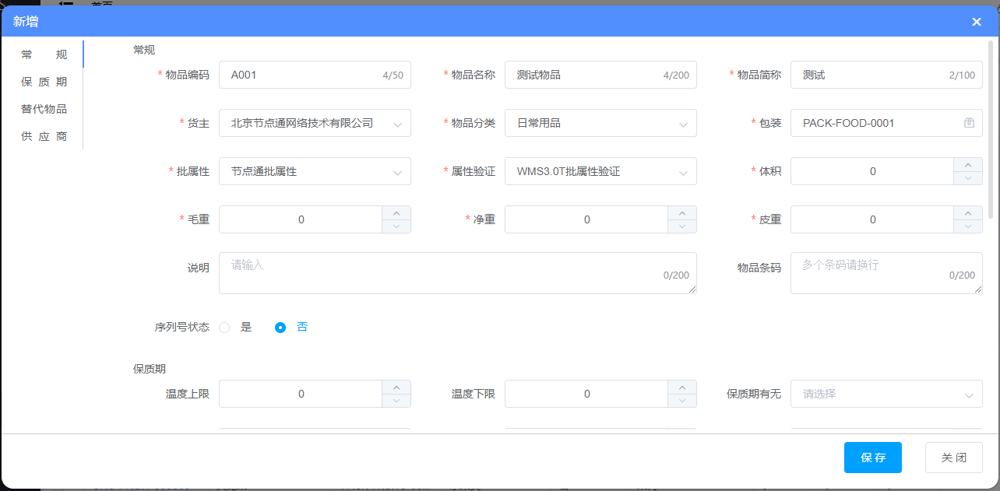 首页
新增
常 规
保 质 期
替代物品
供 应 商
常规
* 物品编码 A001 4/50 * 物品名称 测试物品 4/200 * 物品简称 测试 2/100
* 货主 北京节点通网络技术有限公司 * 物品分类 日常用品 * 包装 PACK-FOOD-0001
* 批属性 节点通批属性 * 属性验证 WMS3.0T批属性验证 * 体积 0
* 毛重 0 * 净重 0 * 皮重 0
说明 请输入 0/200 物品条码 多个条码请换行 0/200
序列号状态 是 否
保质期
温度上限 0 温度下限 0 保质期有无 请选择
保 存 关 闭